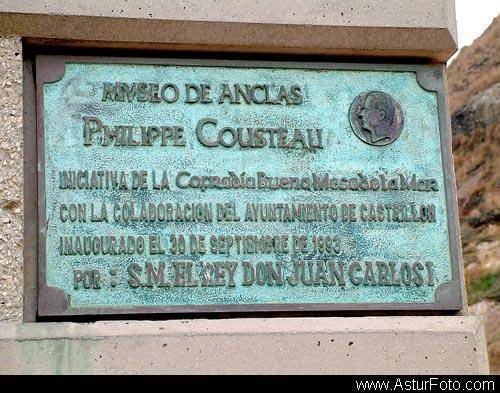 MVSEO DE ANCLAS
PHILIPPE COUSTEAU
INICIATIVA DE LA Cofradía Buena Mesa de la Mar
CON LA COLABORACION DEL AYUNTAMIENTO DE CASTRILLON
INAUGURADO EL 30 DE SEPTIEMBRE DE 1993
POR : S.M. EL REY DON JUAN CARLOS I
www.AsturFoto.com